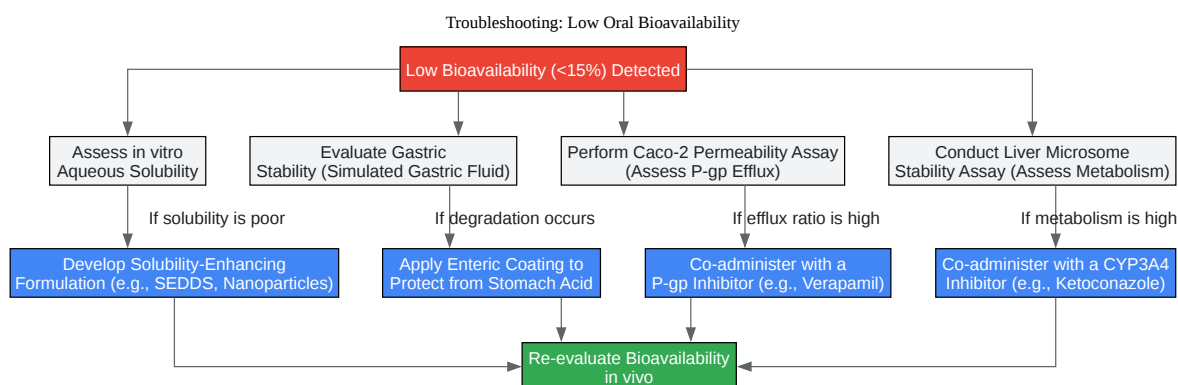 Troubleshooting: Low Oral Bioavailability
Low Bioavailability (<15%) Detected
Assess in vitro
Aqueous Solubility
Evaluate Gastric
Stability (Simulated Gastric Fluid)
Perform Caco-2 Permeability Assay
(Assess P-gp Efflux)
Conduct Liver Microsome
Stability Assay (Assess Metabolism)
If solubility is poor
If degradation occurs
If efflux ratio is high
If metabolism is high
Develop Solubility-Enhancing
Formulation (e.g., SEDDS, Nanoparticles)
Apply Enteric Coating to
Protect from Stomach Acid
Co-administer with a
P-gp Inhibitor (e.g., Verapamil)
Co-administer with a CYP3A4
Inhibitor (e.g., Ketoconazole)
Re-evaluate Bioavailability
in vivo